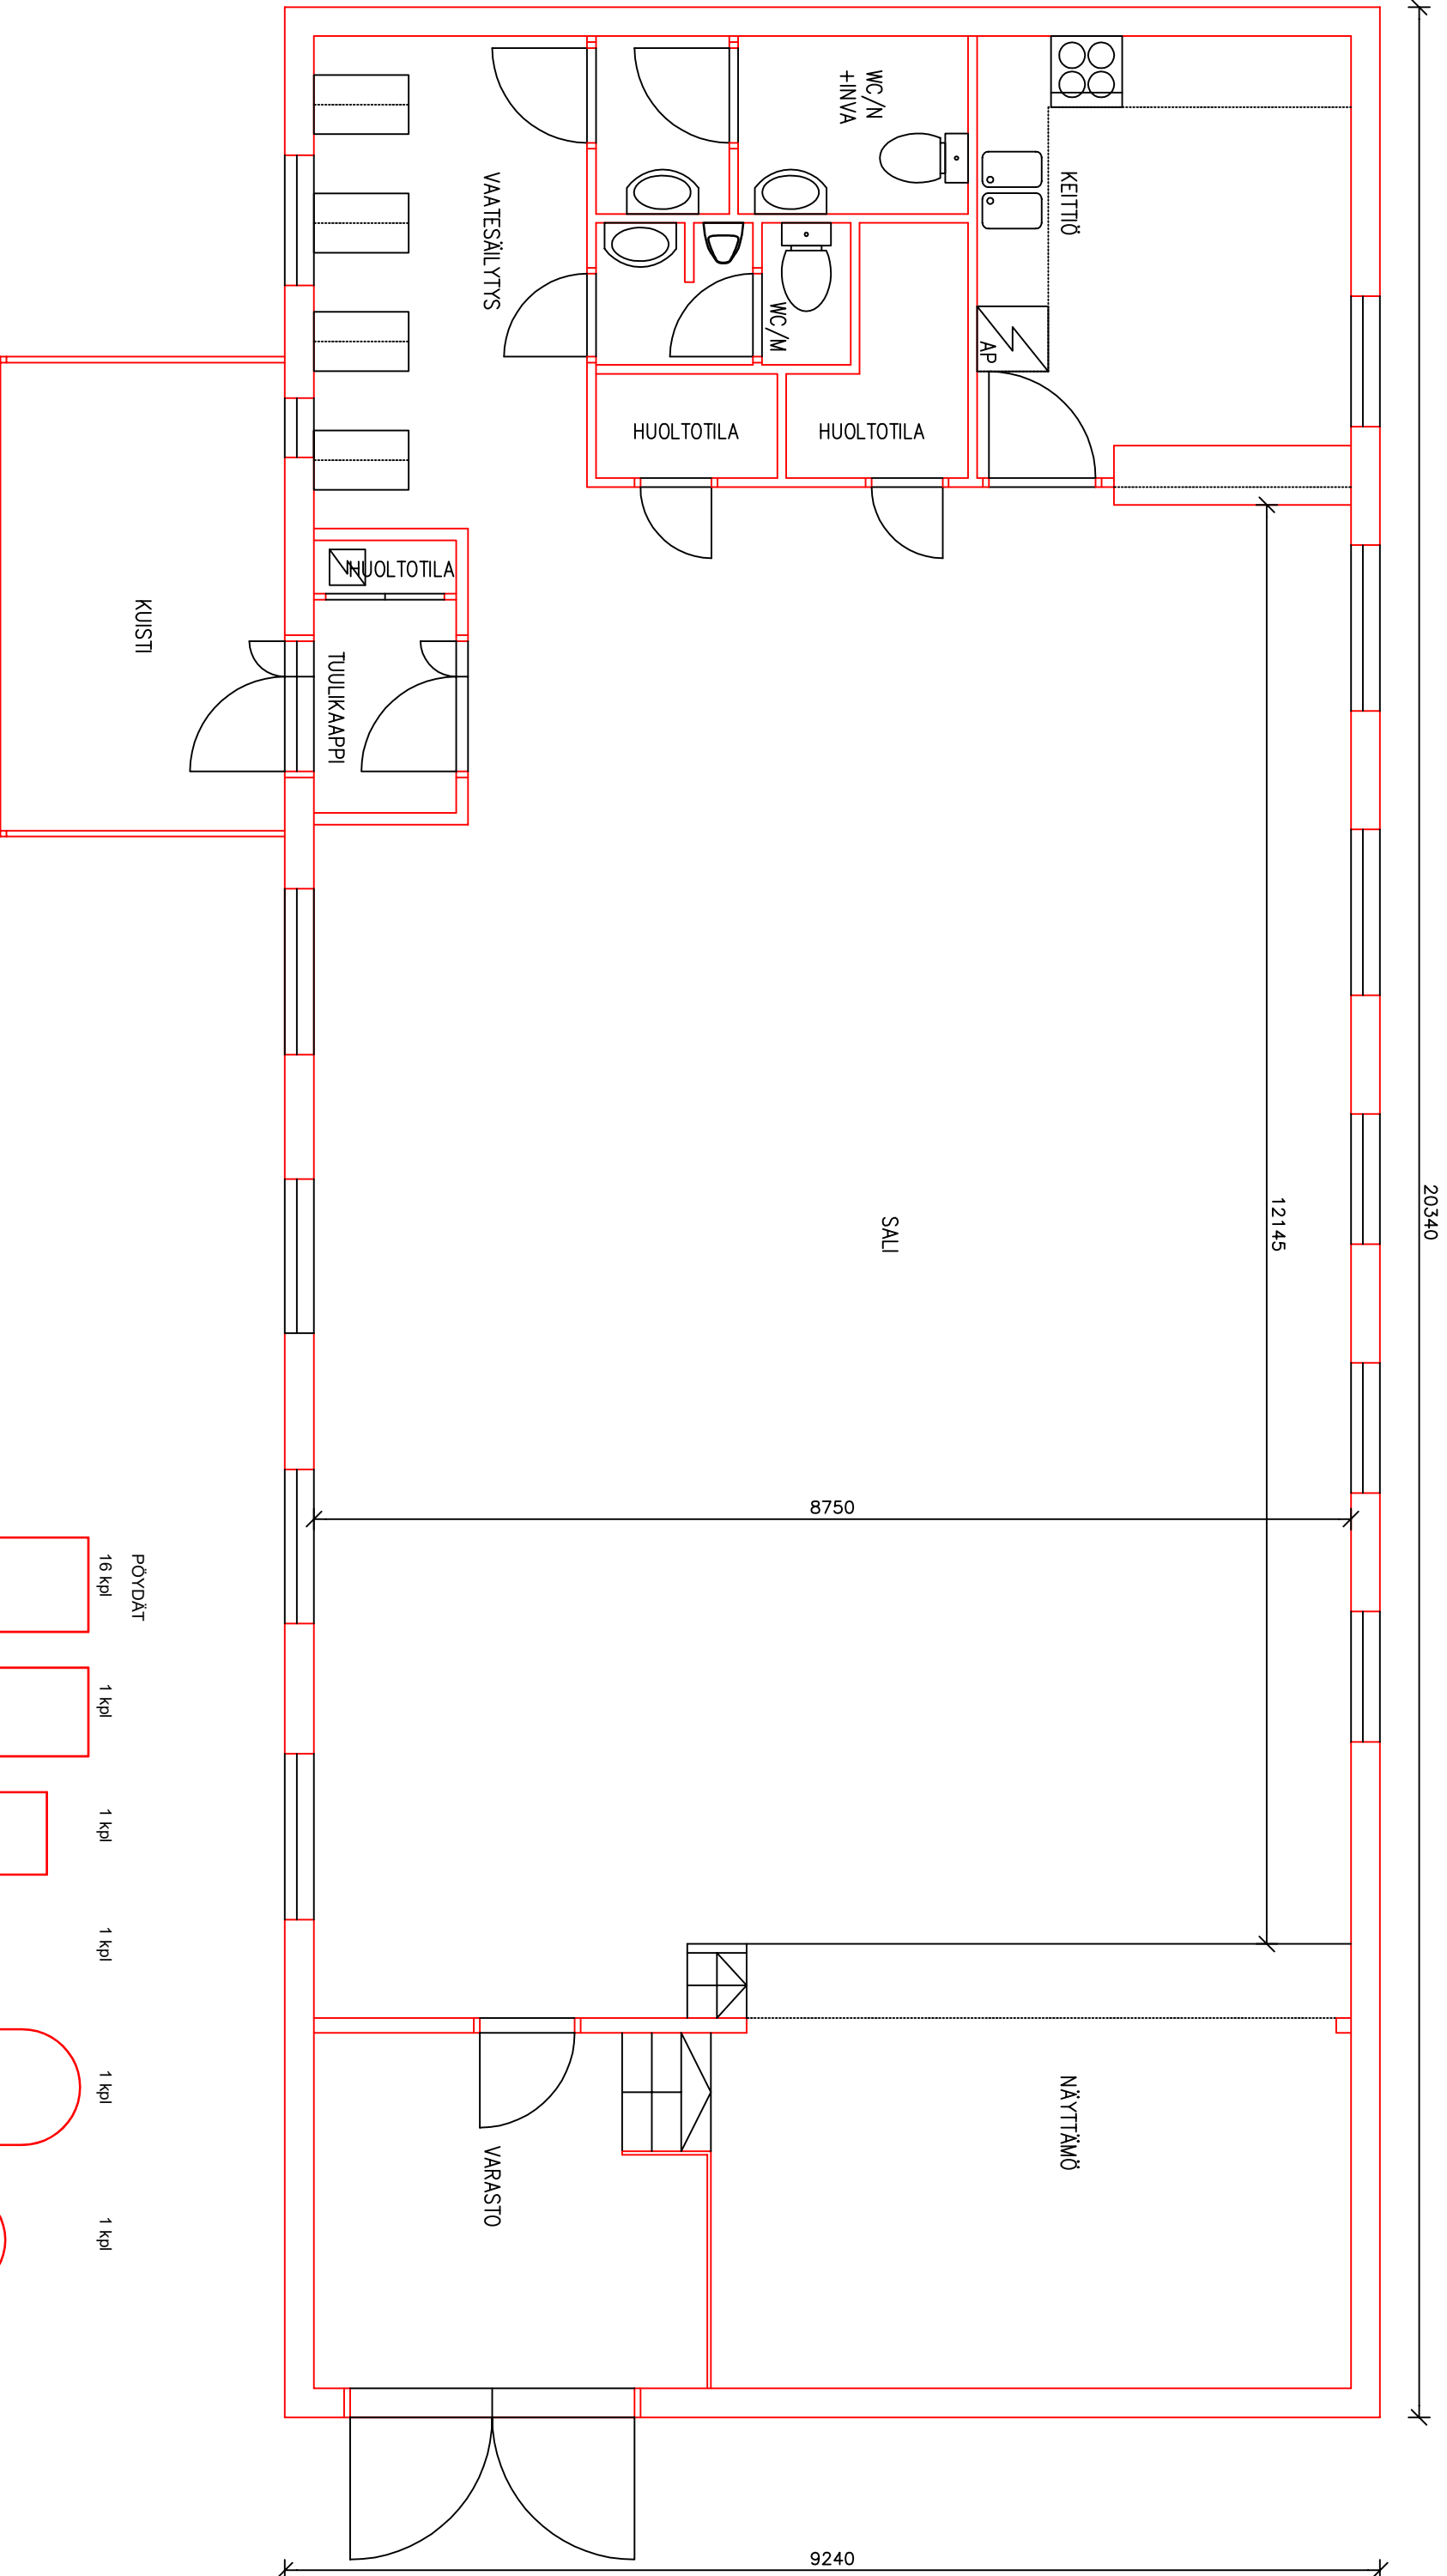 20340
12145
8750
9240
KEITTIÖ
AP
WC/N
+INVA
WC/M
HUOLTOTILA
HUOLTOTILA
VAATESÄILYTYS
HUOLTOTILA
TUULIKAAPPI
KUISTI
SALI
NÄYTTÄMÖ
VARASTO
PÖYDÄT
16 kpl
1 kpl
1 kpl
1 kpl
1 kpl
1 kpl